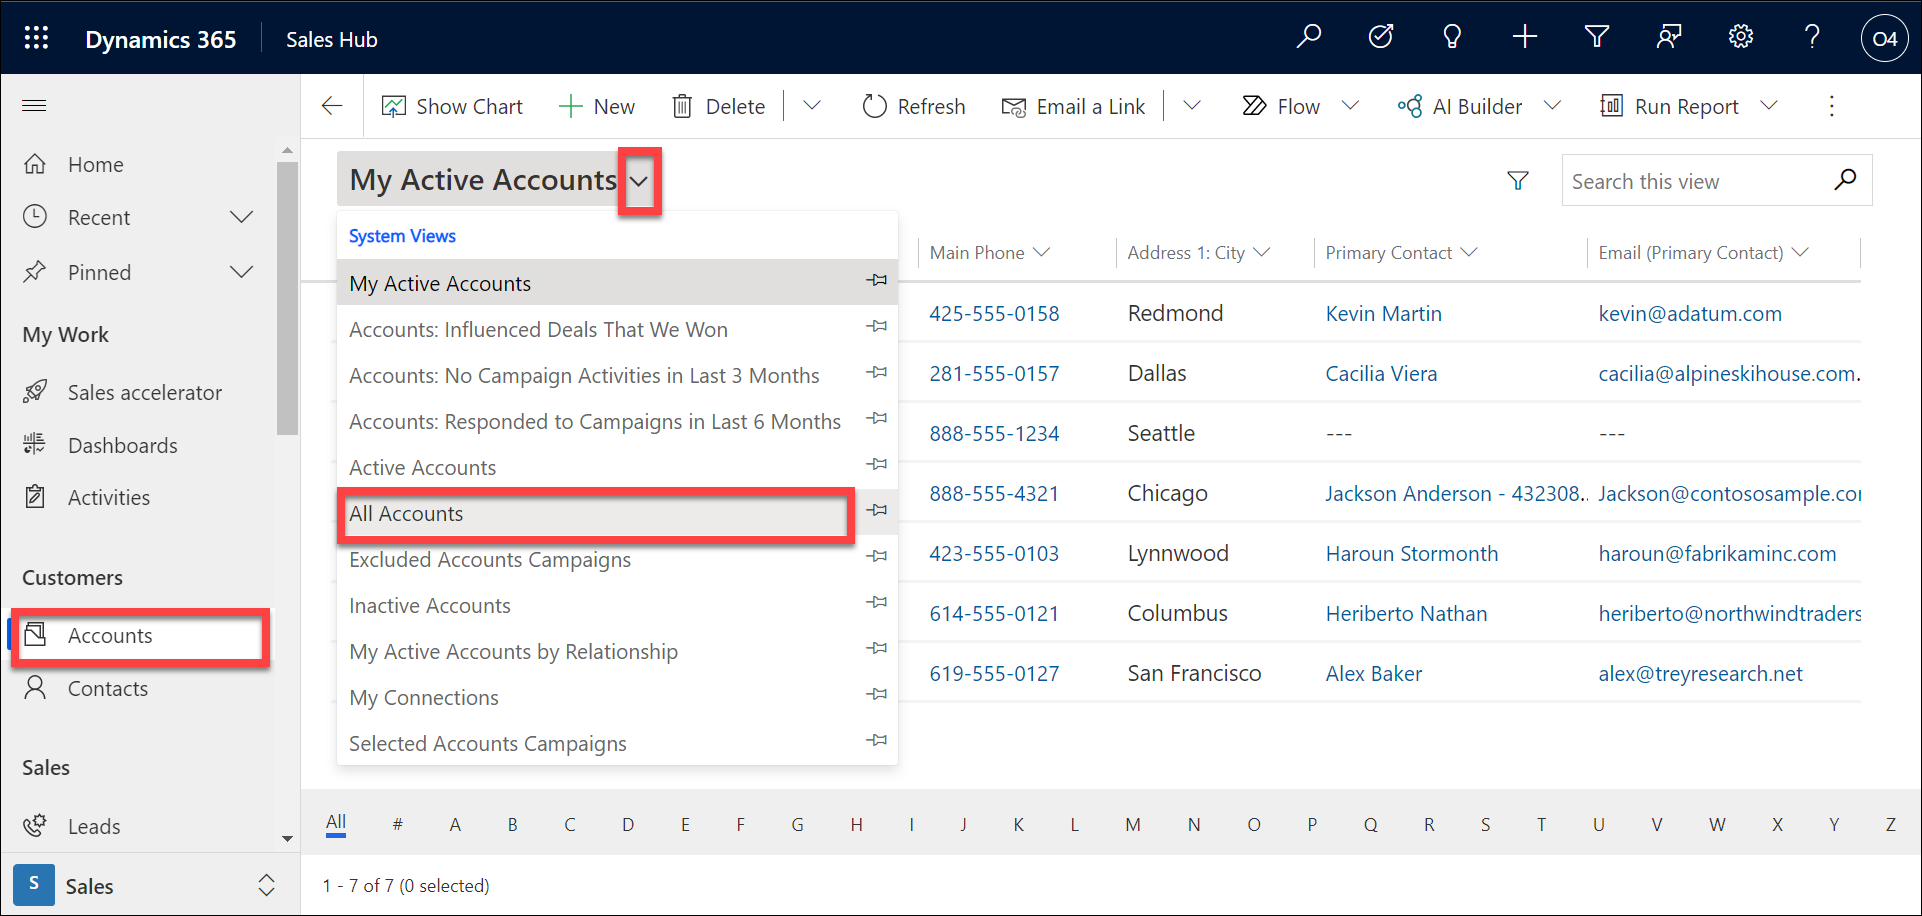 Dynamics 365 Sales Hub O4
Show Chart New Delete Refresh Email a Link Flow AI Builder Run Report
Home
Recent
Pinned
My Work
Sales accelerator
Dashboards
Activities
Customers
Accounts
Contacts
Sales
Leads
S Sales
My Active Accounts
Search this view
System Views
My Active Accounts
Accounts: Influenced Deals That We Won
Accounts: No Campaign Activities in Last 3 Months
Accounts: Responded to Campaigns in Last 6 Months
Active Accounts
All Accounts
Excluded Accounts Campaigns
Inactive Accounts
My Active Accounts by Relationship
My Connections
Selected Accounts Campaigns
Main Phone Address 1: City Primary Contact Email (Primary Contact)
425-555-0158 Redmond Kevin Martin kevin@adatum.com
281-555-0157 Dallas Cacilia Viera cacilia@alpineskihouse.com.
888-555-1234 Seattle --- ---
888-555-4321 Chicago Jackson Anderson - 432308.. Jackson@contososample.co
423-555-0103 Lynnwood Haroun Stormonth haroun@fabrikaminc.com
614-555-0121 Columbus Heriberto Nathan heriberto@northwindtraders
619-555-0127 San Francisco Alex Baker alex@treyresearch.net
All # A B C D E F G H I J K L M N O P Q R S T U V W X Y Z
1 - 7 of 7 (0 selected)